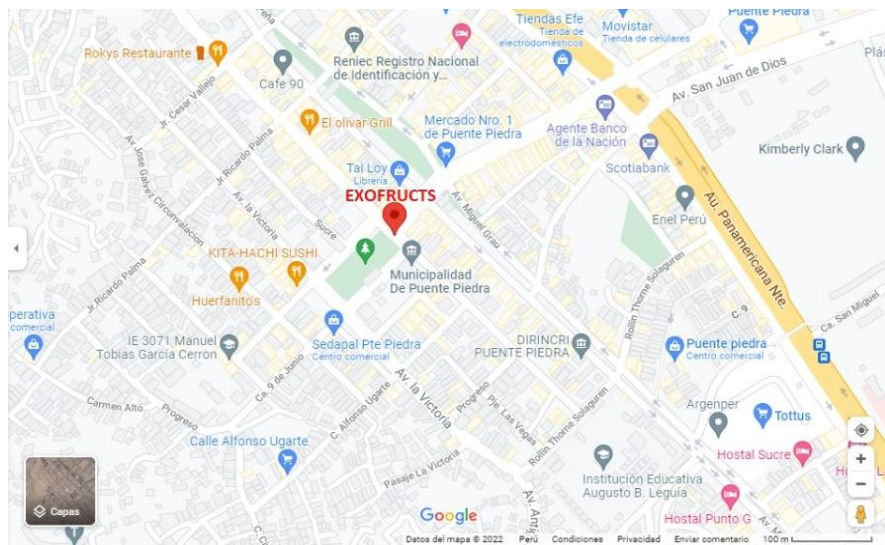 Tiendas Efe
Tienda de
electrodomésticos
Movistar
Tienda de celulares
Puente Piedra
Rokys Restaurante
Reniec Registro Nacional
de Identificación y...
Cafe 90
Jr. Cesar Vallejo
Av. San Juan de Dios
El olivar Grill
Mercado Nro. 1
de Puente Piedra
Agente Banco
de la Nación
Scotiabank
Kimberly Clark
Jr Ricardo Palma
Av Jose Galvez Circunvalacion
Tai Loy
Librería
EXOFRUCTS
Av. Miguel Grau
Enel Perú
Aū. Panamericana Nte.
Av. la Victoria
Sucre
KITA-HACHI SUSHI
Municipalidad
De Puente Piedra
Rollin Thorne Solaguren
Jr. Ricardo Palma
Huerfanito's
C. 9
Ca. San Miguel
operativa
comercial
IE 3071 Manuel
Tobias García Cerron
Sedapal Pte Piedra
Centro comercial
DIRINCRI
PUENTE PIEDRA
Puente piedra
Centro comercial
Ca. 9 de Junio
Av. la Victoria
Carmen Alto
Progreso
C. Alfonso Ugarte
Progreso
Pje. Las Vegas
Rollin Thorne Solaguren
Argenper
Tottus
Calle Alfonso Ugarte
Pasaje La Victoria
Hostal Sucre
Institución Educativa
Augusto B. Leguía
Hostal Punto G
Capas
Google
Datos del mapa © 2022 Perú Condiciones Privacidad Enviar comentario 100 m